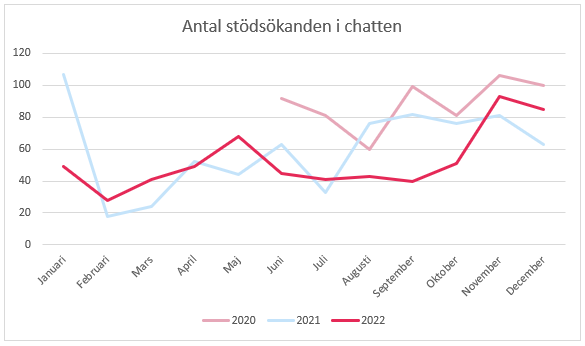 Antal stödsökanden i chatten
120
100
80
60
40
20
0
Januari Februari Mars April Maj Juni Juli Augusti September Oktober November December
2020 2021 2022